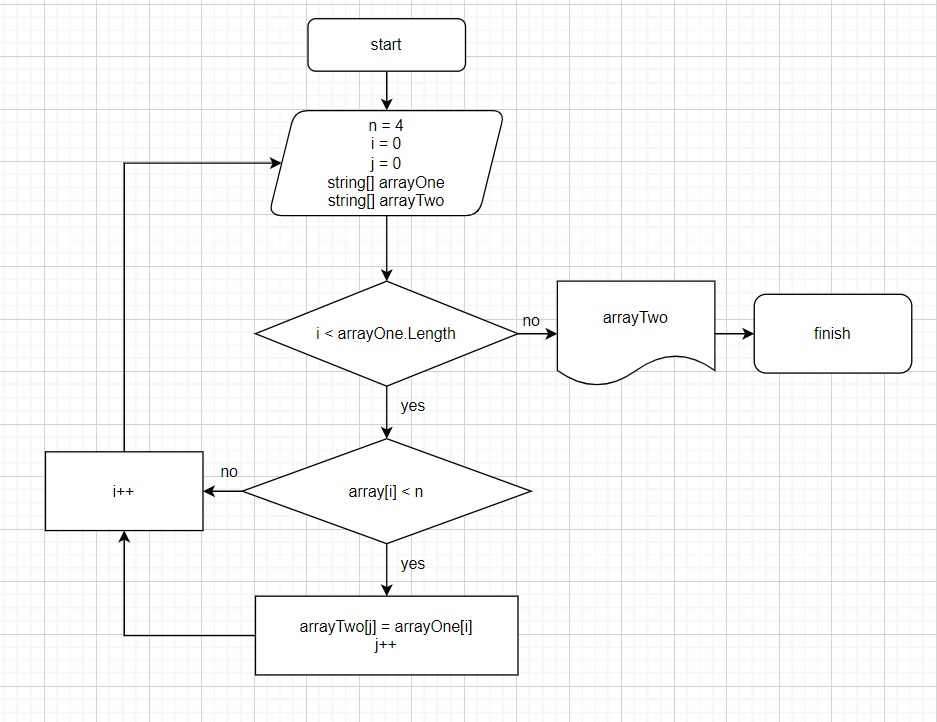 start
n = 4
i = 0
j = 0
string[] arrayOne
string[] arrayTwo
i < arrayOne.Length
no
arrayTwo
finish
yes
array[i] < n
no
i++
yes
arrayTwo[j] = arrayOne[i]
j++